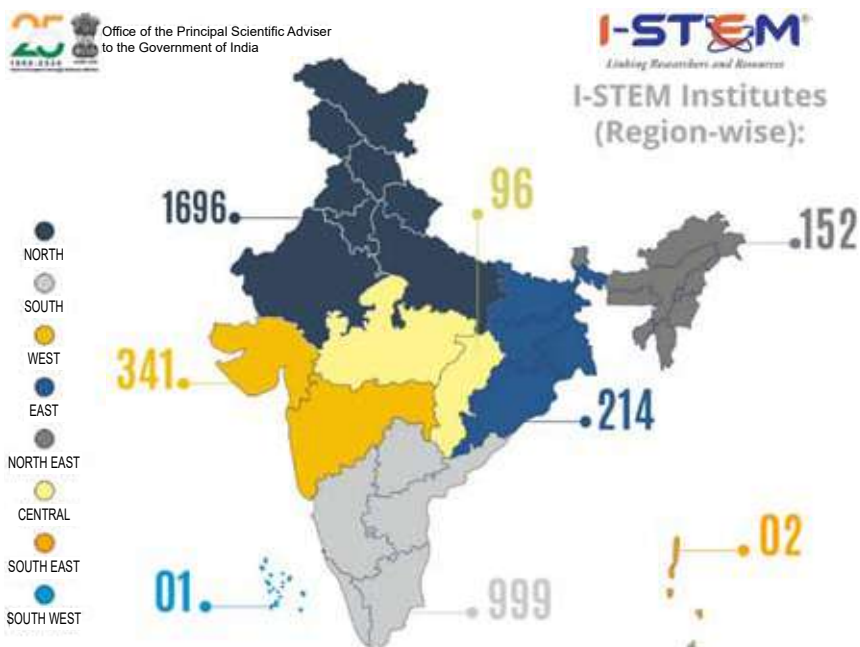 Office of the Principal Scientific Adviser
to the Government of India
I-STEM
Linking Researchers and Resources
I-STEM Institutes
(Region-wise):
96
1696
152
NORTH
SOUTH
WEST
341
EAST
214
NORTH EAST
CENTRAL
SOUTH EAST
02
01
999
SOUTH WEST